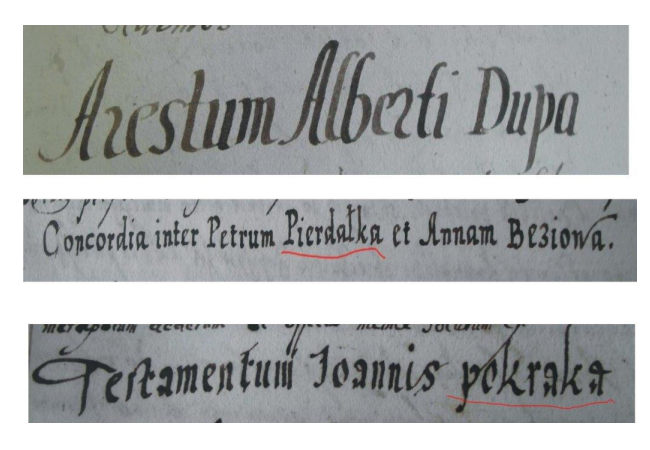 Arestum Alberti Dupa
Concordia inter Petrum Pierdałka et Annam Beziowa.
Testamentum Joannis pokraka